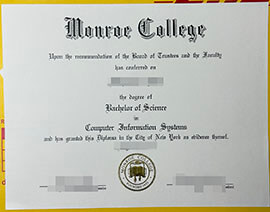 Monroe College
Upon the recommendation of the Board of Trustees and the Faculty
has conferred on
the degree of
Bachelor of Science
in
Computer Information Systems
and has granted this Diploma in the City of New York as evidence thereof.